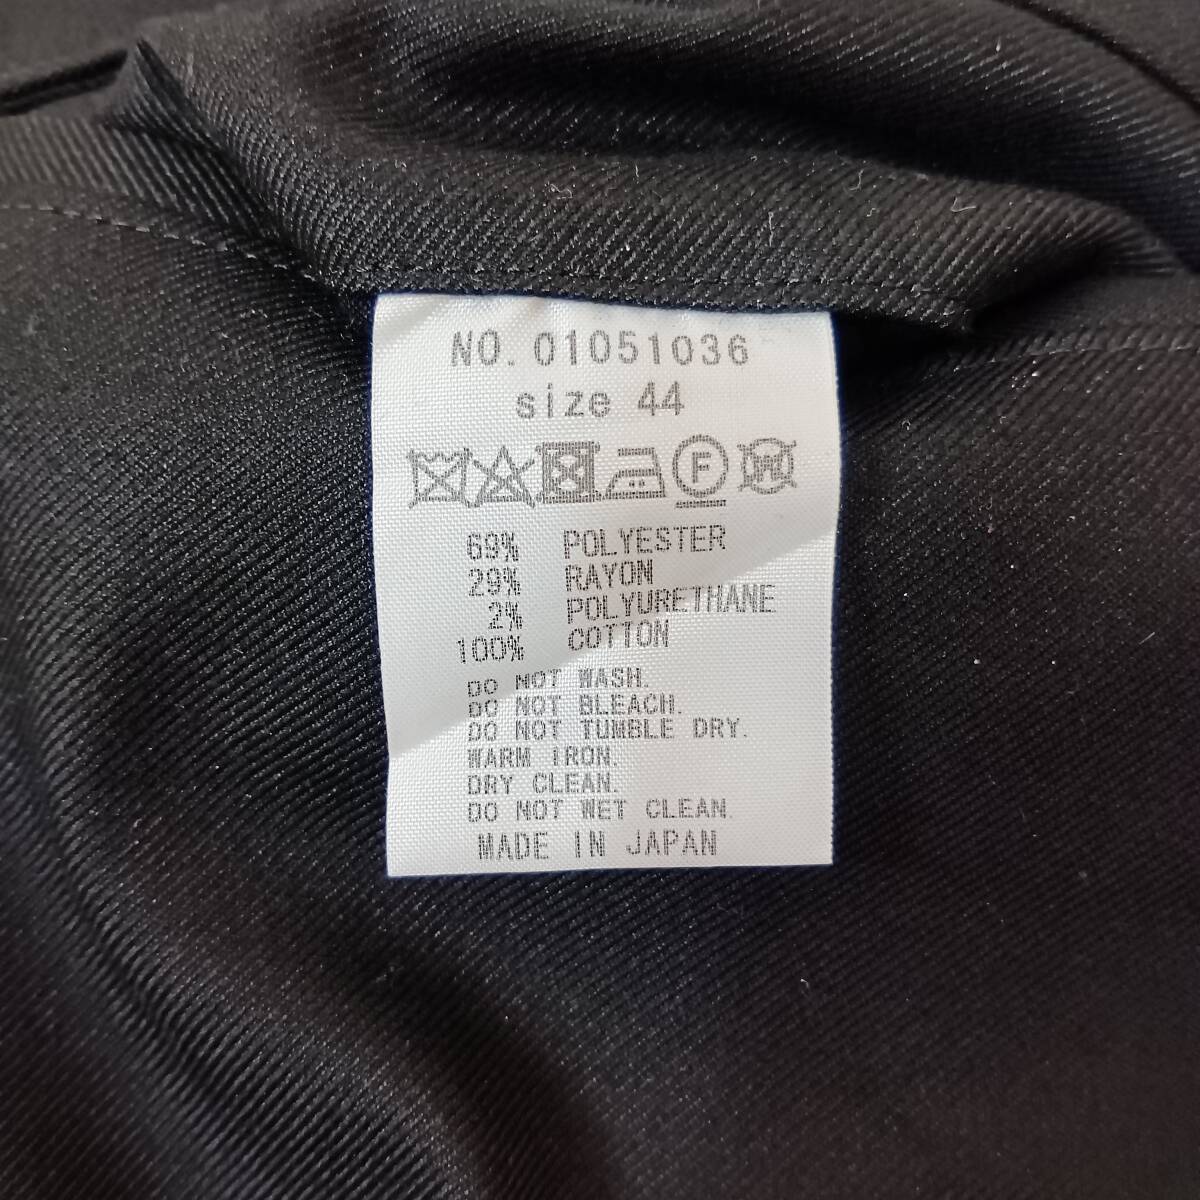 NO. 01051036
size 44
F W
69% POLYESTER
29% RAYON
2% POLYURETHANE
100% COTTON
DO NOT WASH.
DO NOT BLEACH.
DO NOT TUMBLE DRY.
WARM IRON.
DRY CLEAN.
DO NOT WET CLEAN.
MADE IN JAPAN